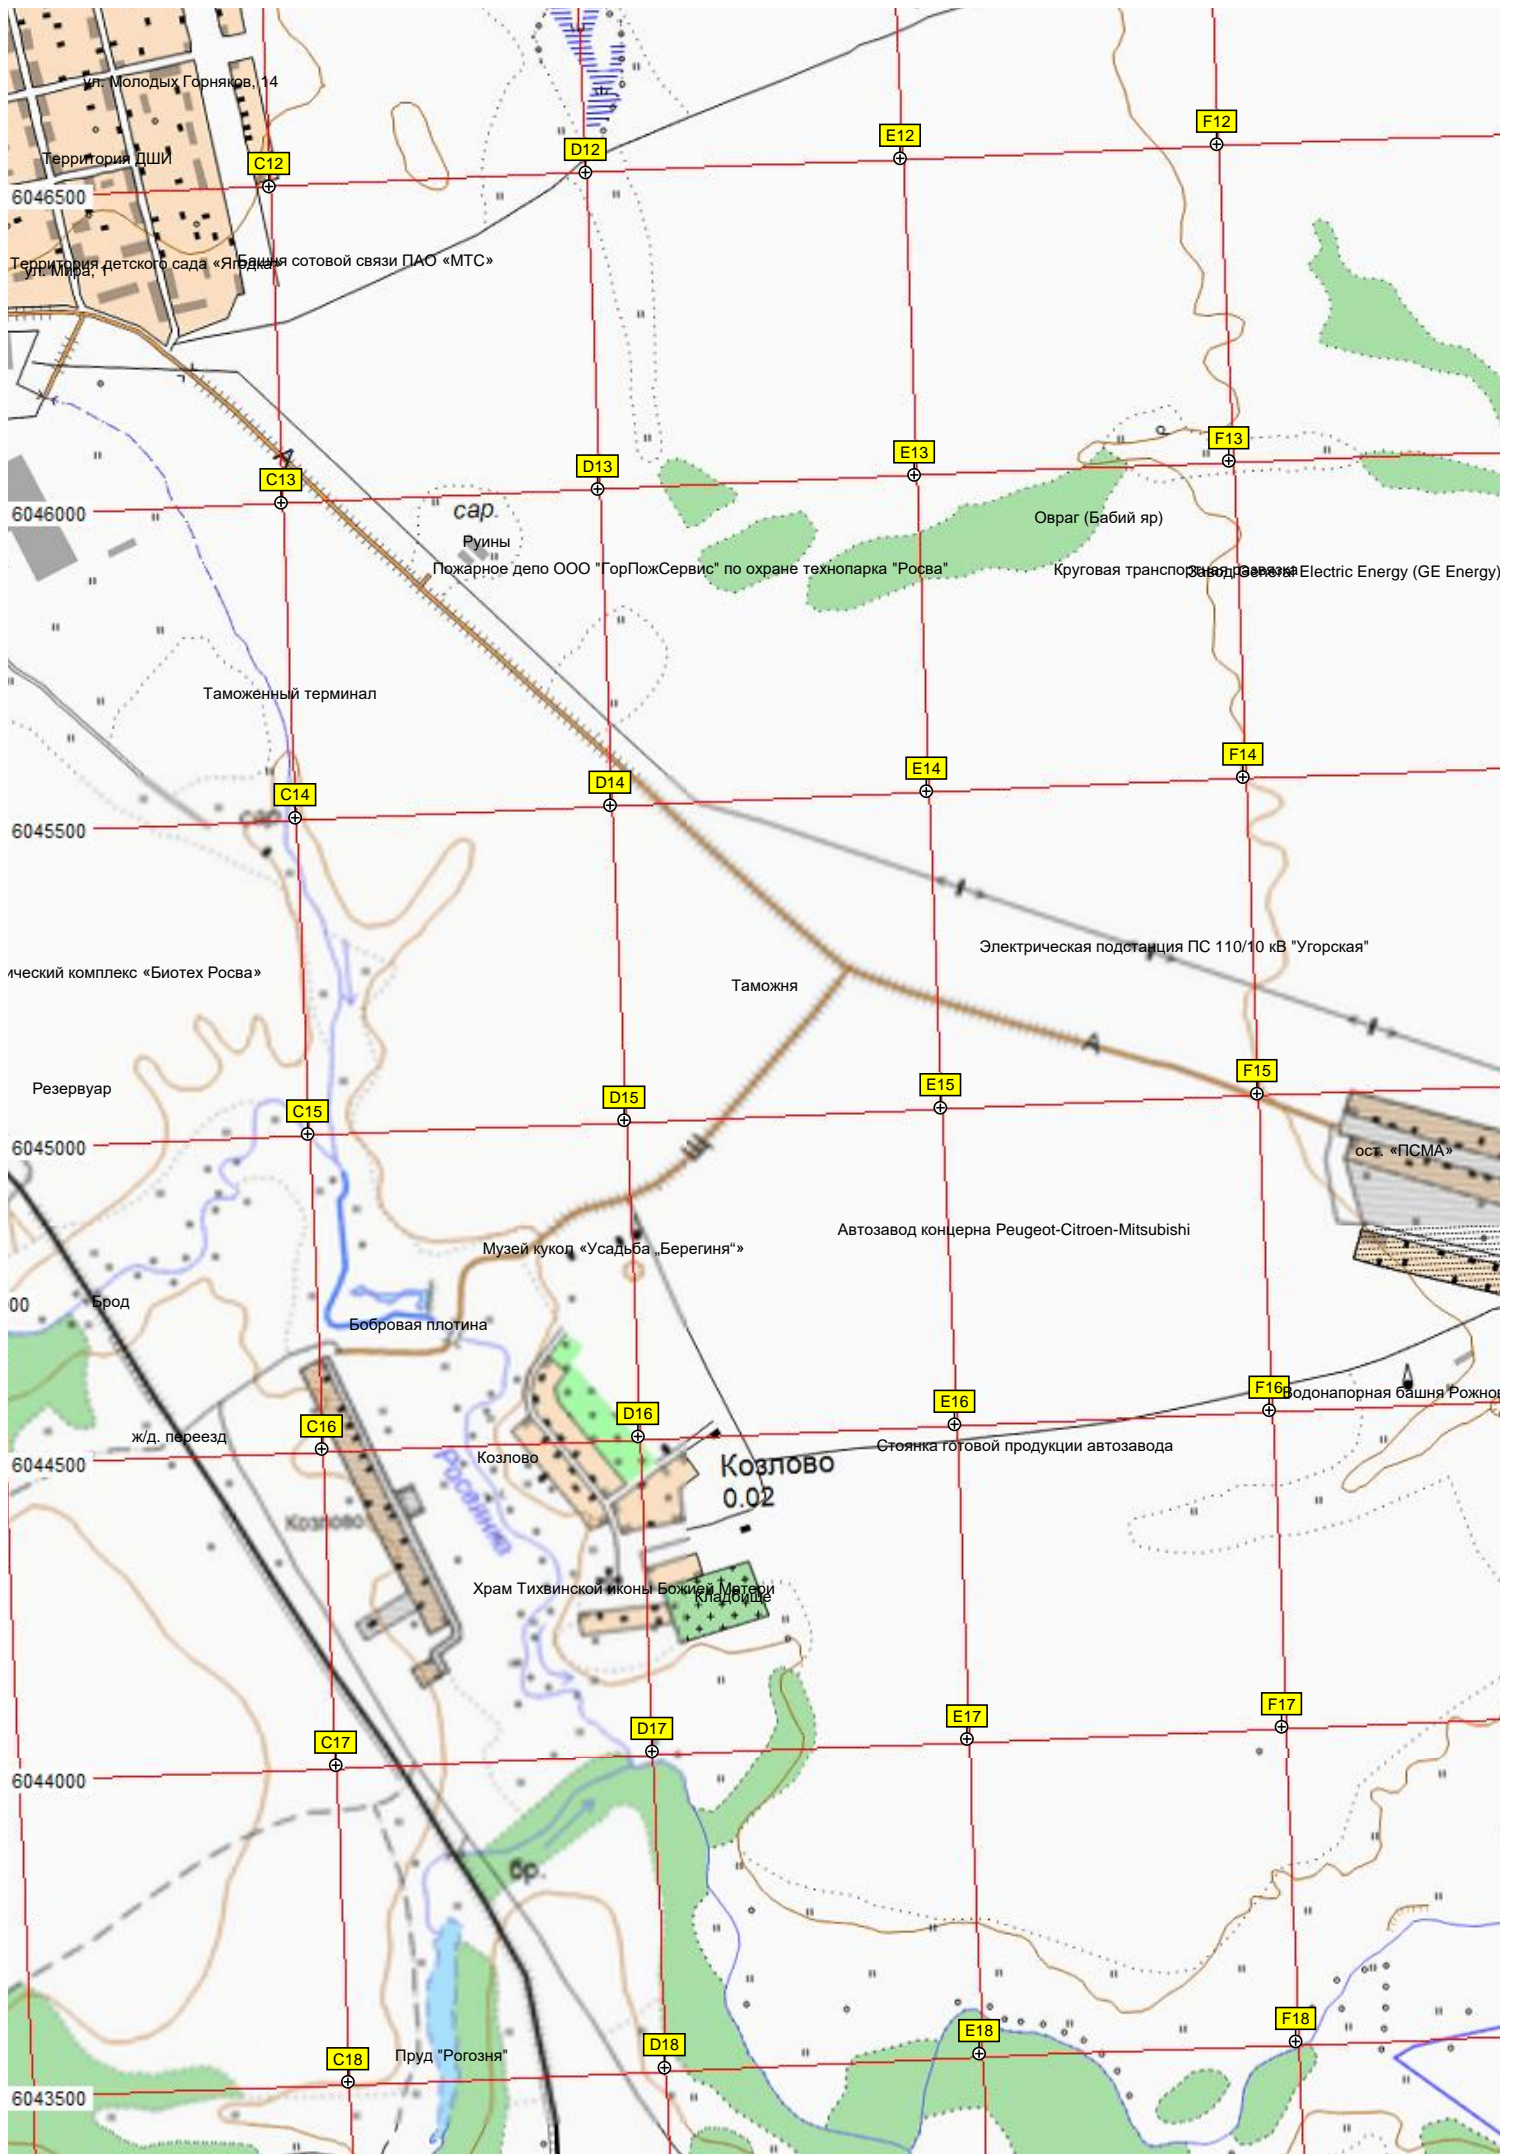 ул. Молодых Горняков, 14
F12
E12
D12
Территория ДШИ
C12
6046500
Башня сотовой связи ПАО «МТС»
Территория детского сада «Ягодка»
ул. Мира, 1
F13
E13
D13
А
C13
сар.
6046000
Овраг (Бабий яр)
Руины
Пожарное депо ООО "ГорПожСервис" по охране технопарка "Росва"
Круговая транспортная развязка
Завод General Electric Energy (GE Energy)
Таможенный терминал
F14
E14
D14
C14
сар.
6045500
Электрическая подстанция ПС 110/10 кВ "Угорская"
ический комплекс «Биотех Росва»
Таможня
А
F15
E15
Резервуар
D15
C15
6045000
Щ
ост. «ПСМА»
Автозавод концерна Peugeot-Citroen-Mitsubishi
Музей кукол «Усадьба „Берегиня“»
00
Брод
Бобровая плотина
F16
Водонапорная башня Рожнов
E16
D16
C16
ж/д. переезд
Стоянка готовой продукции автозавода
Козлово
6044500
Козлово
0.02
Росвянка
Козлово
Храм Тихвинской иконы Божией Матери
Кладбище
F17
E17
D17
C17
6044000
бр.
F18
E18
D18
C18
Пруд "Рогозня"
6043500